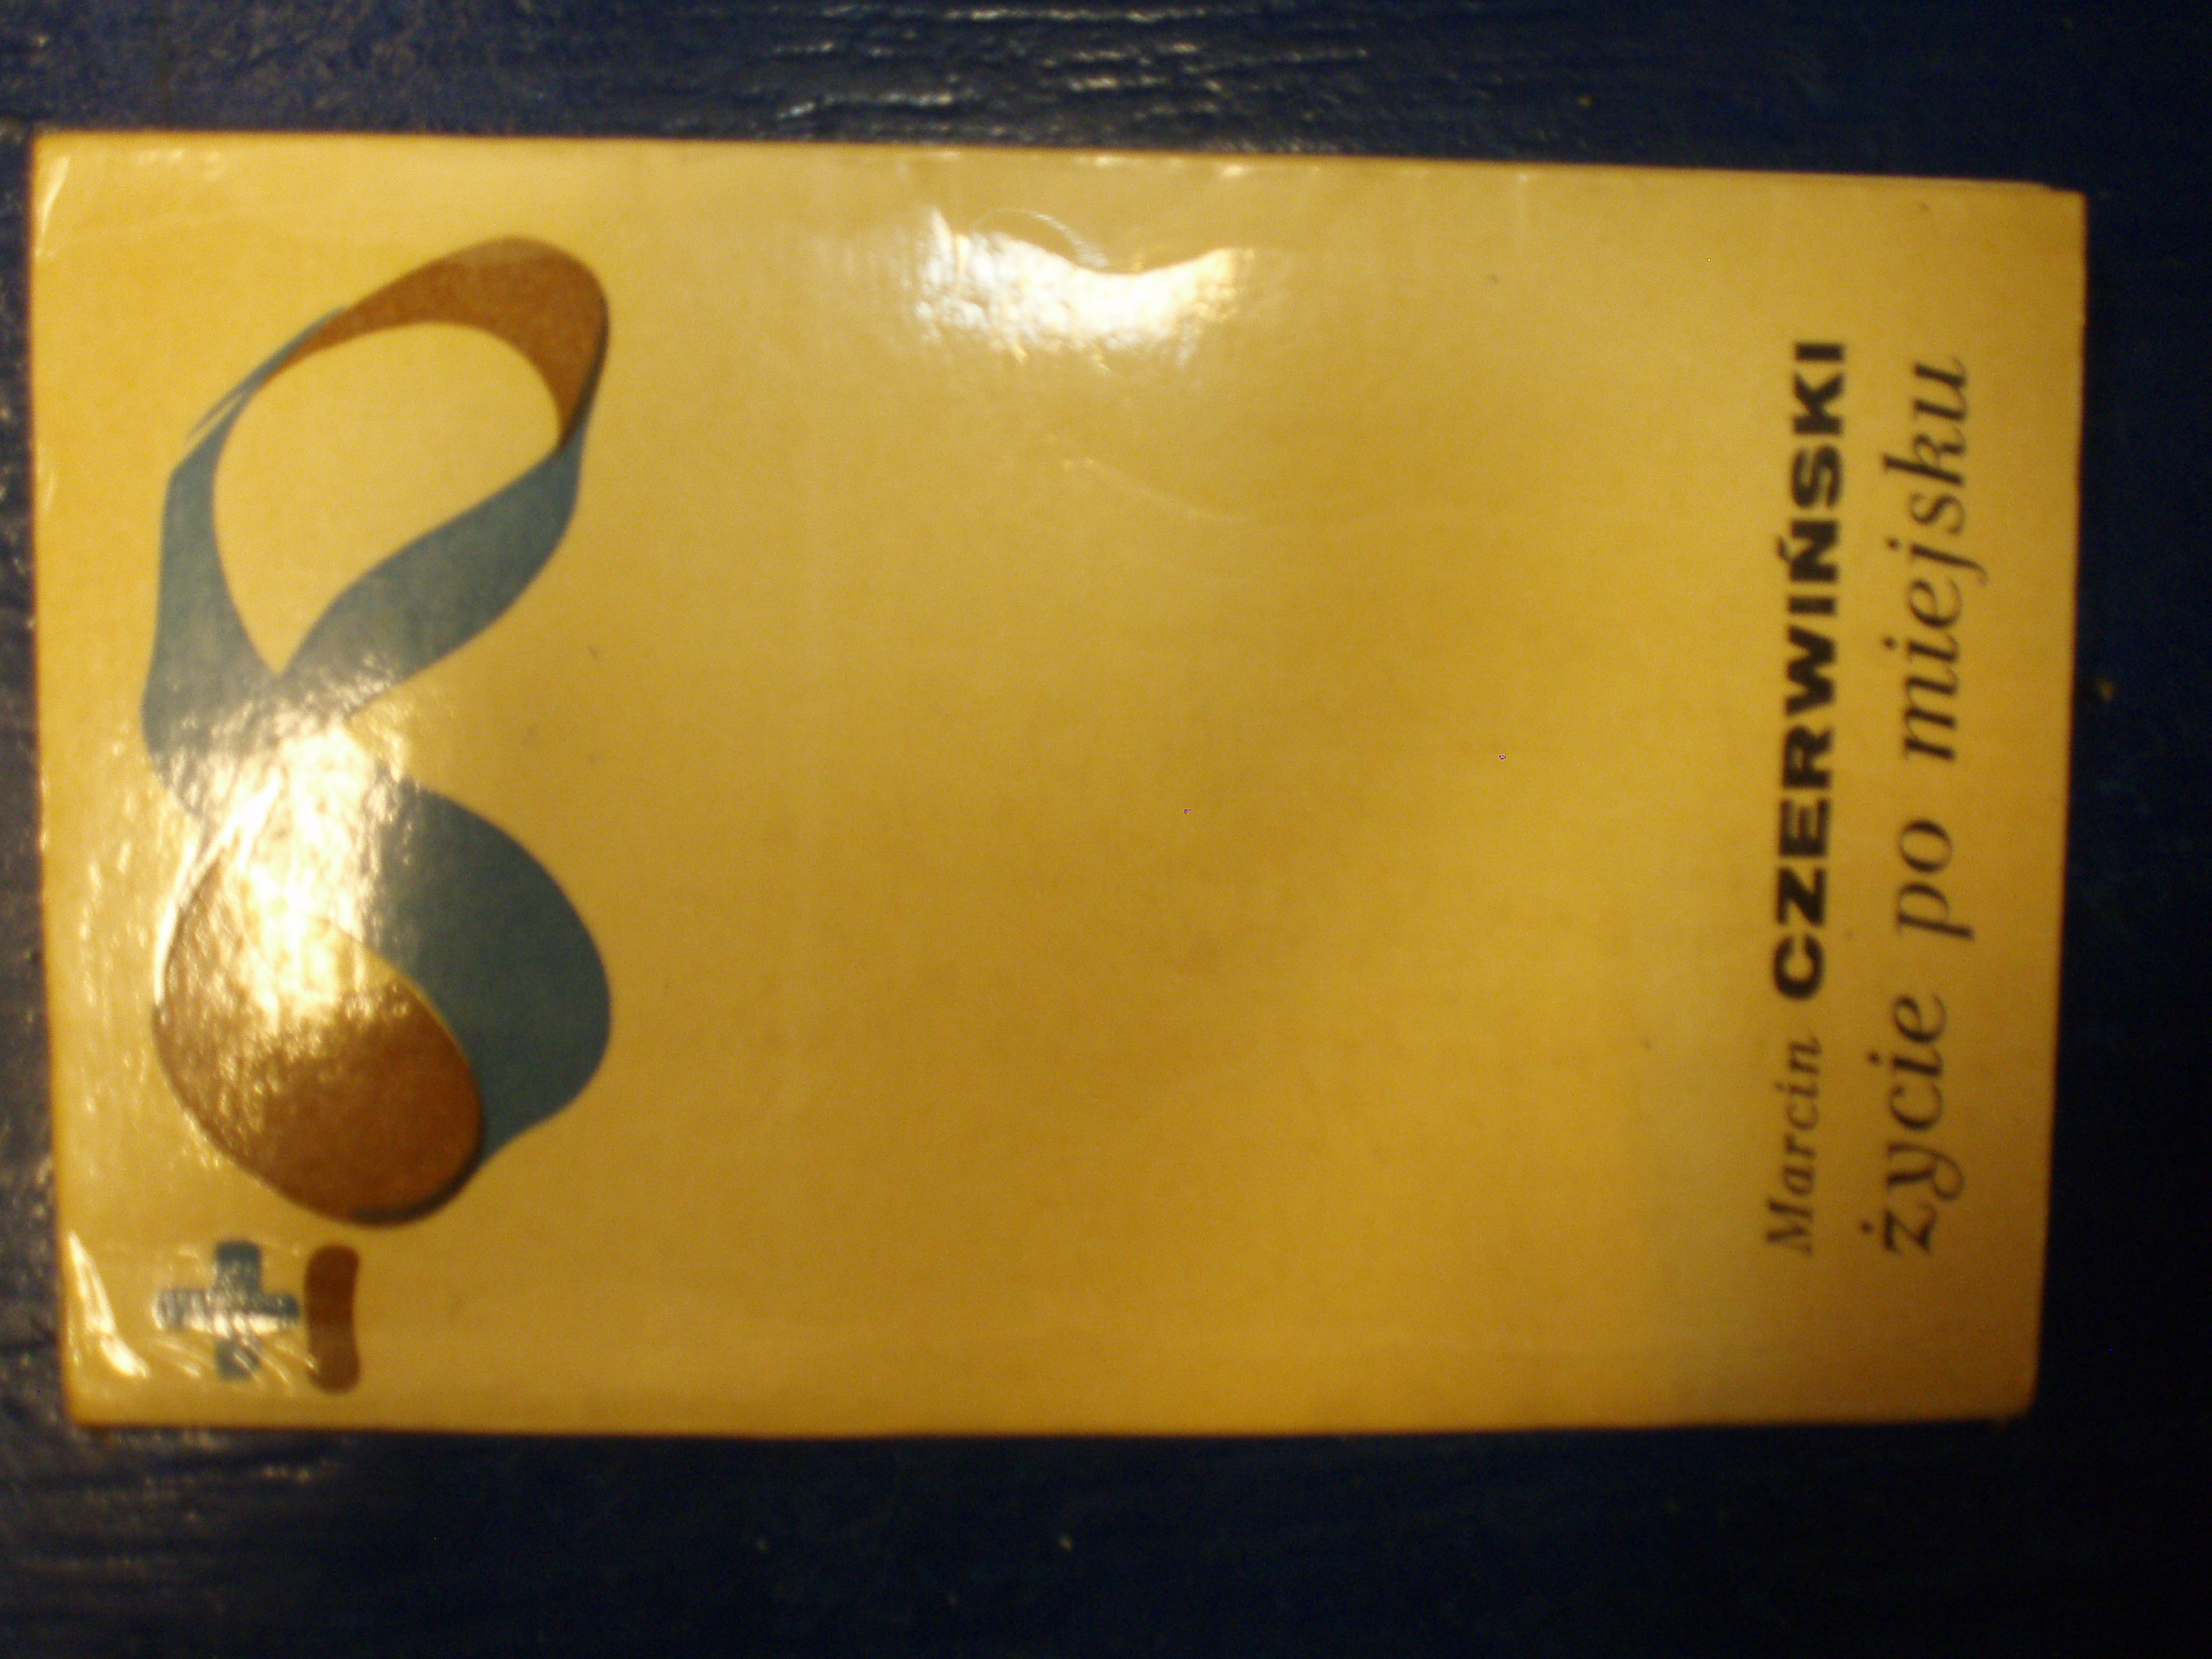 Marcin CZERWIŃSKI
życie po miejsku
+-